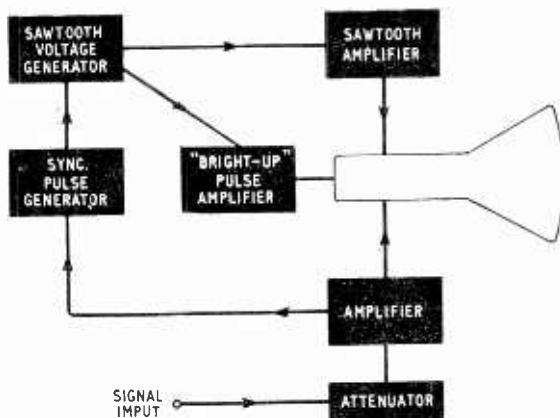 SAWTOOTH
VOLTAGE
GENERATOR
SAWTOOTH
AMPLIFIER
SYNC.
PULSE
GENERATOR
"BRIGHT-UP"
PULSE
AMPLIFIER
AMPLIFIER
SIGNAL
IMPUT
ATTENUATOR